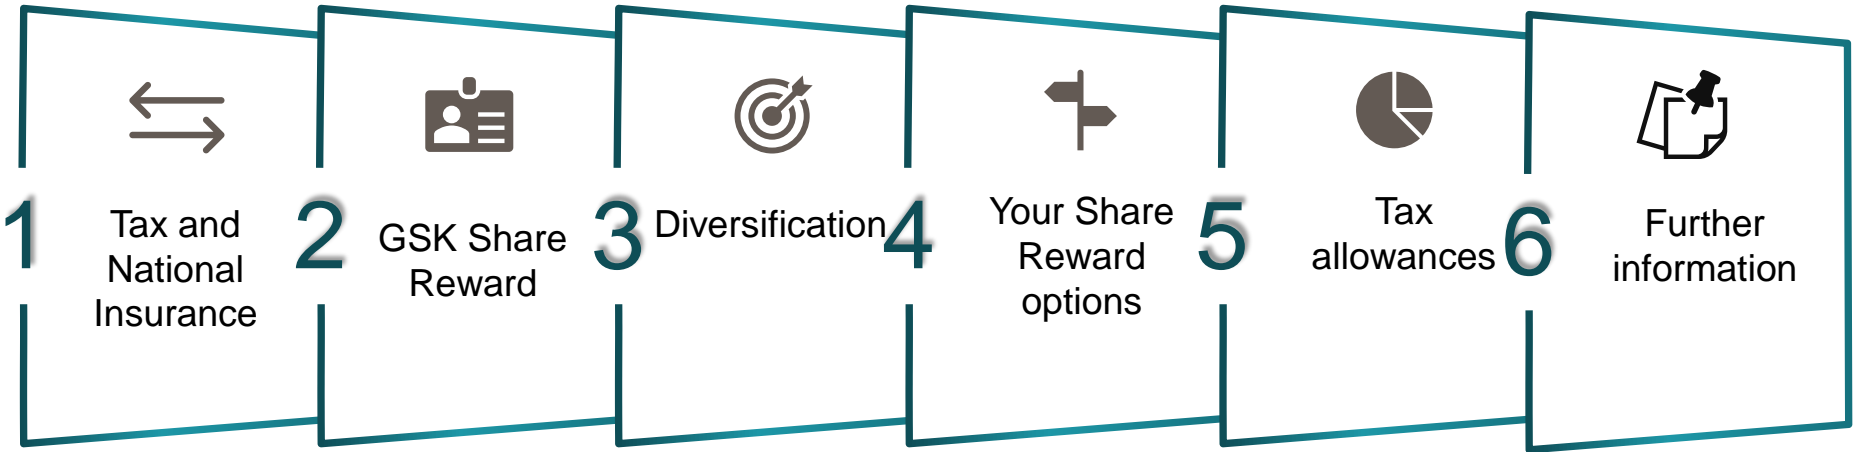 1
Tax and
National
Insurance
2
GSK Share
Reward
3
Diversification
4
Your Share
Reward
options
5
Tax
allowances
6
Further
information